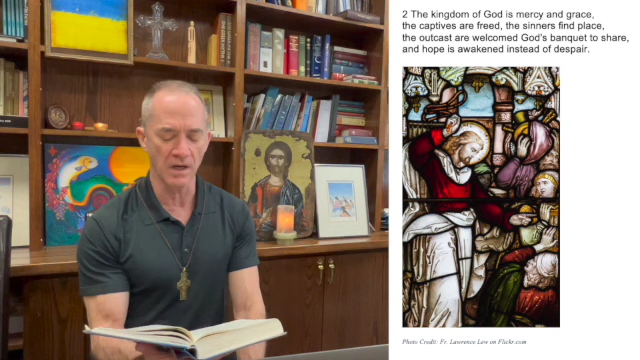 2 The kingdom of God is mercy and grace,
the captives are freed, the sinners find place,
the outcast are welcomed God's banquet to share,
and hope is awakened instead of despair.
Photo Credit: Fr. Lawrence Lew on Flickr.com